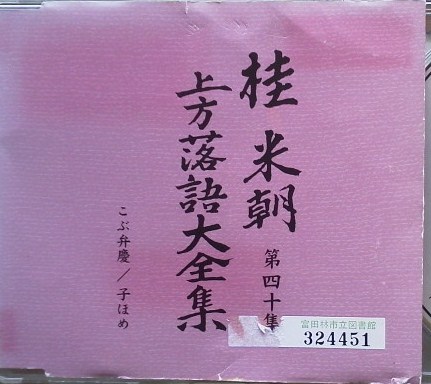 桂米朝
第四十集
上方落語大全集
こぶ弁慶／子ほめ
富田林市立図書館
324451